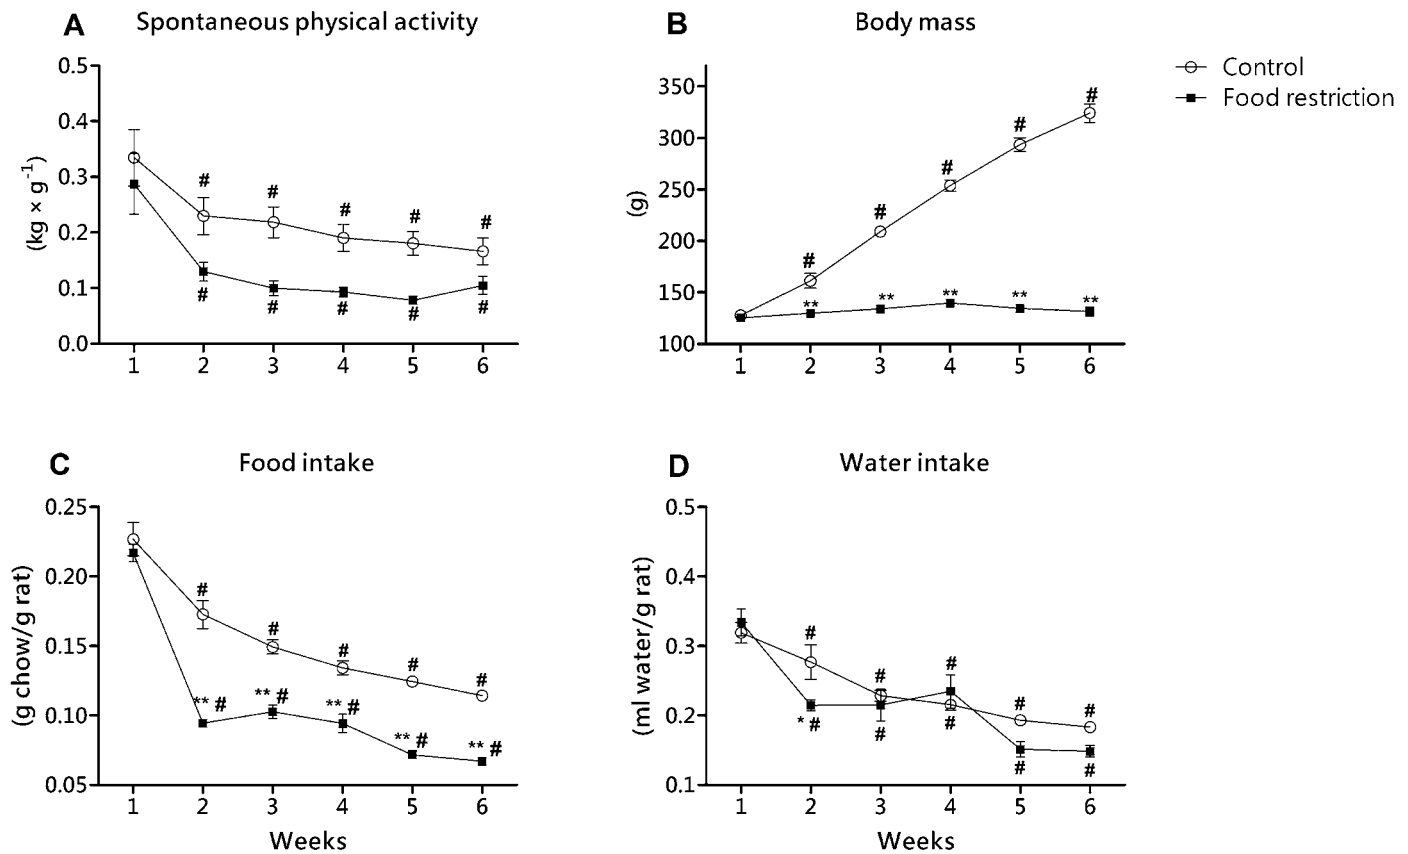 A Spontaneous physical activity
0.5
0.4
0.3
0.2
0.1
0.0
(kg × g⁻¹)
# # # # #
# # # # #
1 2 3 4 5 6
B Body mass
350
300
250
200
150
100
(g)
# # # # #
** ** ** ** **
1 2 3 4 5 6
Control
Food restriction
C Food intake
0.25
0.20
0.15
0.10
0.05
(g chow/g rat)
# # # # #
** # ** # ** # ** # ** #
1 2 3 4 5 6
Weeks
D Water intake
0.5
0.4
0.3
0.2
0.1
(ml water/g rat)
# # # # #
* # # # # #
1 2 3 4 5 6
Weeks